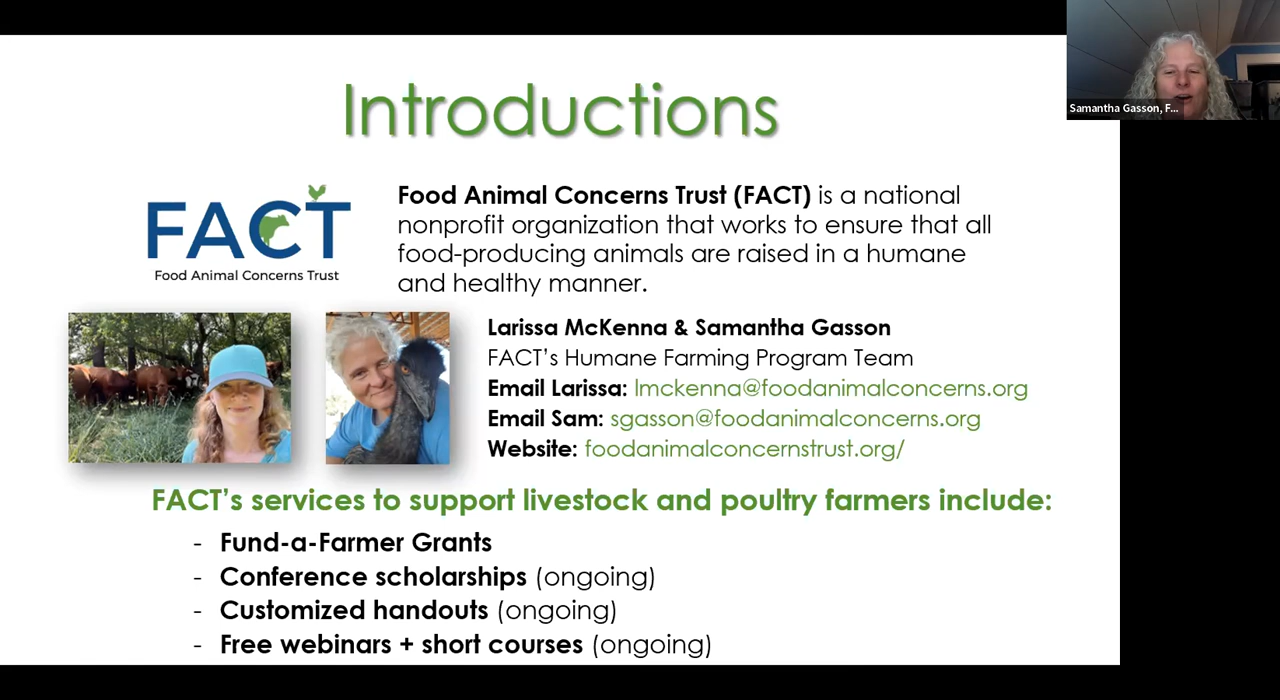 Introductions
Samantha Gasson, F...
FACT
Food Animal Concerns Trust
Food Animal Concerns Trust (FACT) is a national
nonprofit organization that works to ensure that all
food-producing animals are raised in a humane
and healthy manner.
Larissa McKenna & Samantha Gasson
FACT's Humane Farming Program Team
Email Larissa: lmckenna@foodanimalconcerns.org
Email Sam: sgasson@foodanimalconcerns.org
Website: foodanimalconcernstrust.org/
FACT's services to support livestock and poultry farmers include:
- Fund-a-Farmer Grants
- Conference scholarships (ongoing)
- Customized handouts (ongoing)
- Free webinars + short courses (ongoing)